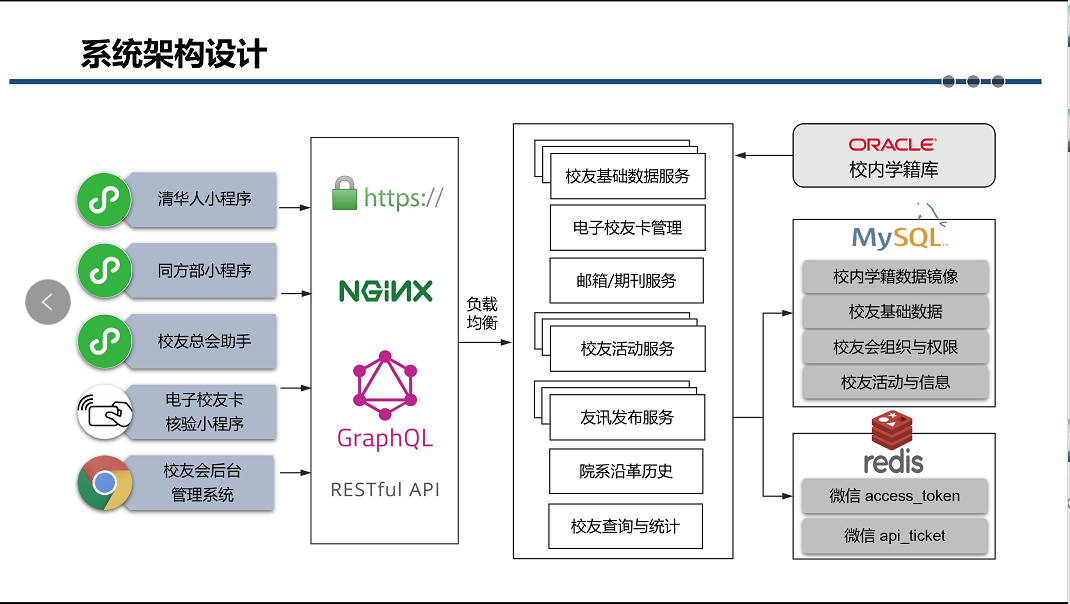 系统架构设计
清华人小程序
同方部小程序
校友总会助手
电子校友卡
核验小程序
校友会后台
管理系统
https://
NGINX
GraphQL
RESTful API
负载
均衡
校友基础数据服务
电子校友卡管理
邮箱/期刊服务
校友活动服务
友讯发布服务
院系沿革历史
校友查询与统计
ORACLE
校内学籍库
MySQL
校内学籍数据镜像
校友基础数据
校友会组织与权限
校友活动与信息
redis
微信 access_token
微信 api_ticket